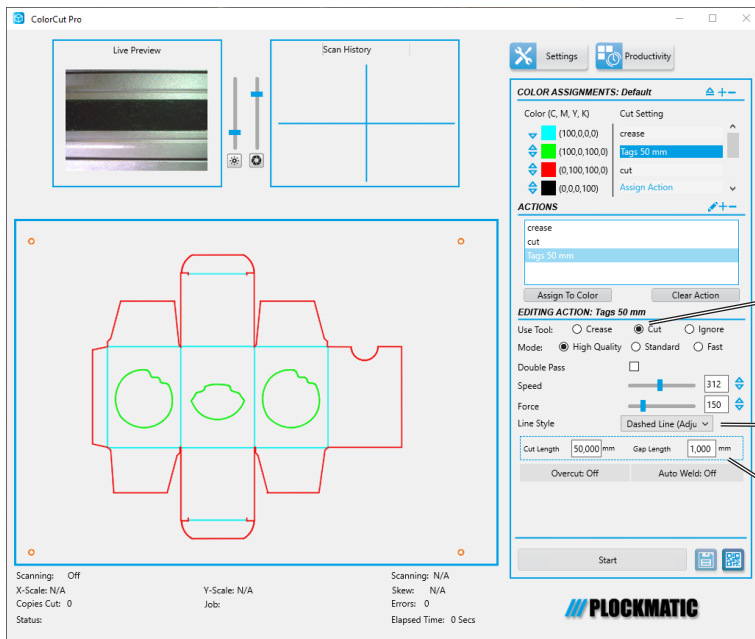 ColorCut Pro
Live Preview
Scan History
Settings
Productivity
COLOR ASSIGNMENTS: Default
Color (C, M, Y, K) Cut Setting
(100,0,0,0) crease
(100,0,100,0) Tags 50 mm
(0,100,100,0) cut
(0,0,0,100) Assign Action
ACTIONS
crease
cut
Tags 50 mm
Assign To Color Clear Action
EDITING ACTION: Tags 50 mm
Use Tool: Crease Cut Ignore
Mode: High Quality Standard Fast
Double Pass
Speed 312
Force 150
Line Style Dashed Line (Adju
Cut Length 50,000 mm Gap Length 1,000 mm
Overcut: Off Auto Weld: Off
Start
Scanning: Off Scanning: N/A
X-Scale: N/A Y-Scale: N/A Skew: N/A
Copies Cut: 0 Job: Errors: 0
Status: Elapsed Time: 0 Secs
PLOCKMATIC